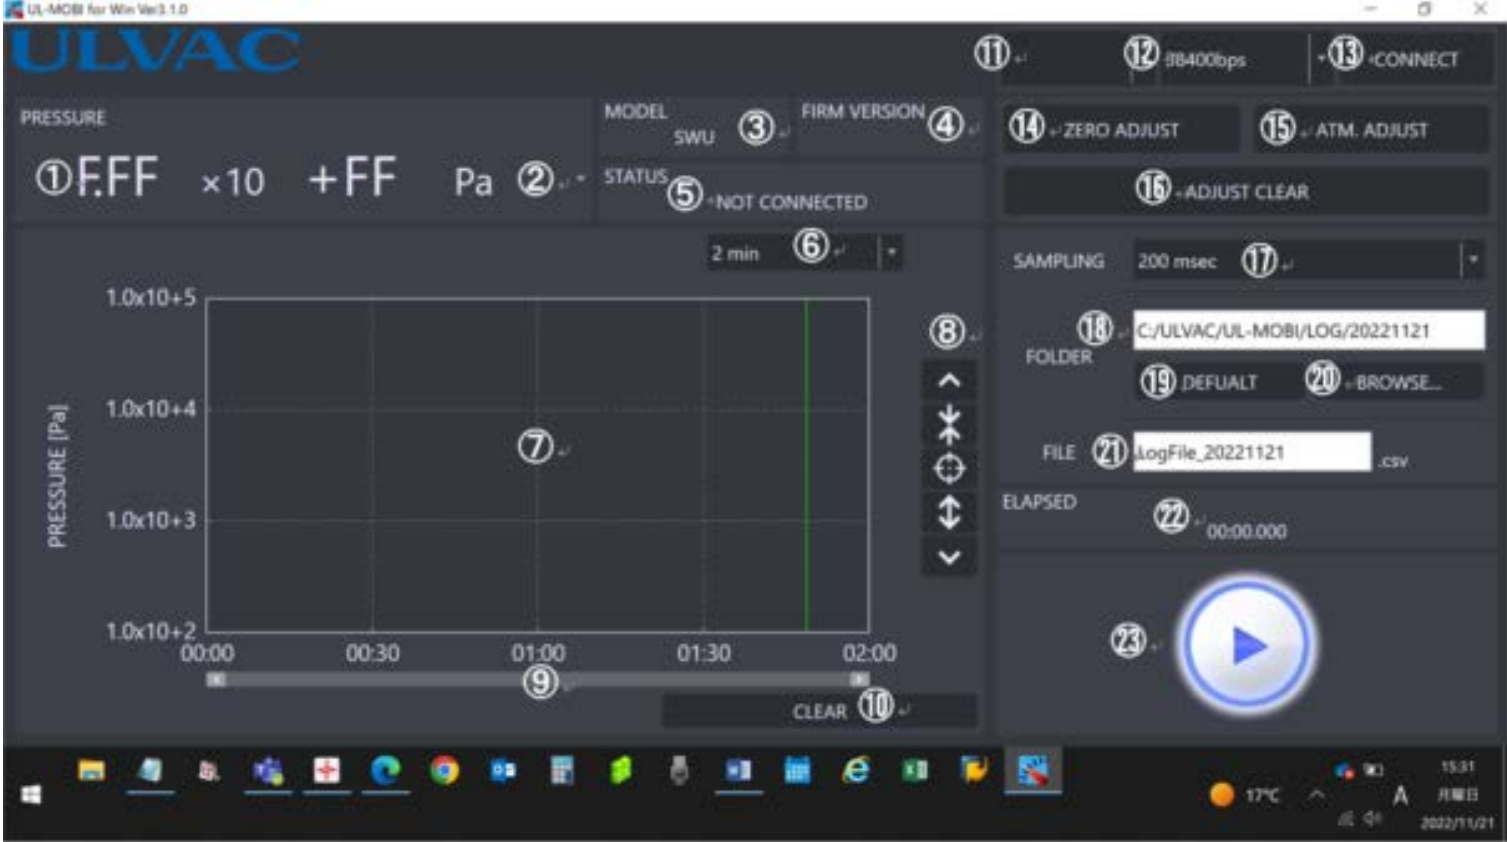 UL-MOBI for Win Ver3.1.0
ULVAC
⑪
⑫ 38400bps
⑬ CONNECT
PRESSURE
① F.FF ×10 +FF Pa ②
MODEL
SWU ③
FIRM VERSION ④
STATUS
⑤ NOT CONNECTED
⑭ ZERO ADJUST
⑮ ATM. ADJUST
⑯ ADJUST CLEAR
2 min ⑥
1.0x10+5
1.0x10+4
1.0x10+3
1.0x10+2
PRESSURE [Pa]
⑦
⑧
00:00 00:30 01:00 01:30 02:00
⑨
CLEAR ⑩
SAMPLING 200 msec ⑰
FOLDER ⑱ C:/ULVAC/UL-MOBI/LOG/20221121
⑲ DEFUALT ⑳ BROWSE...
FILE ㉑ LogFile_20221121 .csv
ELAPSED
㉒ 00:00.000
㉓
17°C
A
15:31
月曜日
2022/11/21